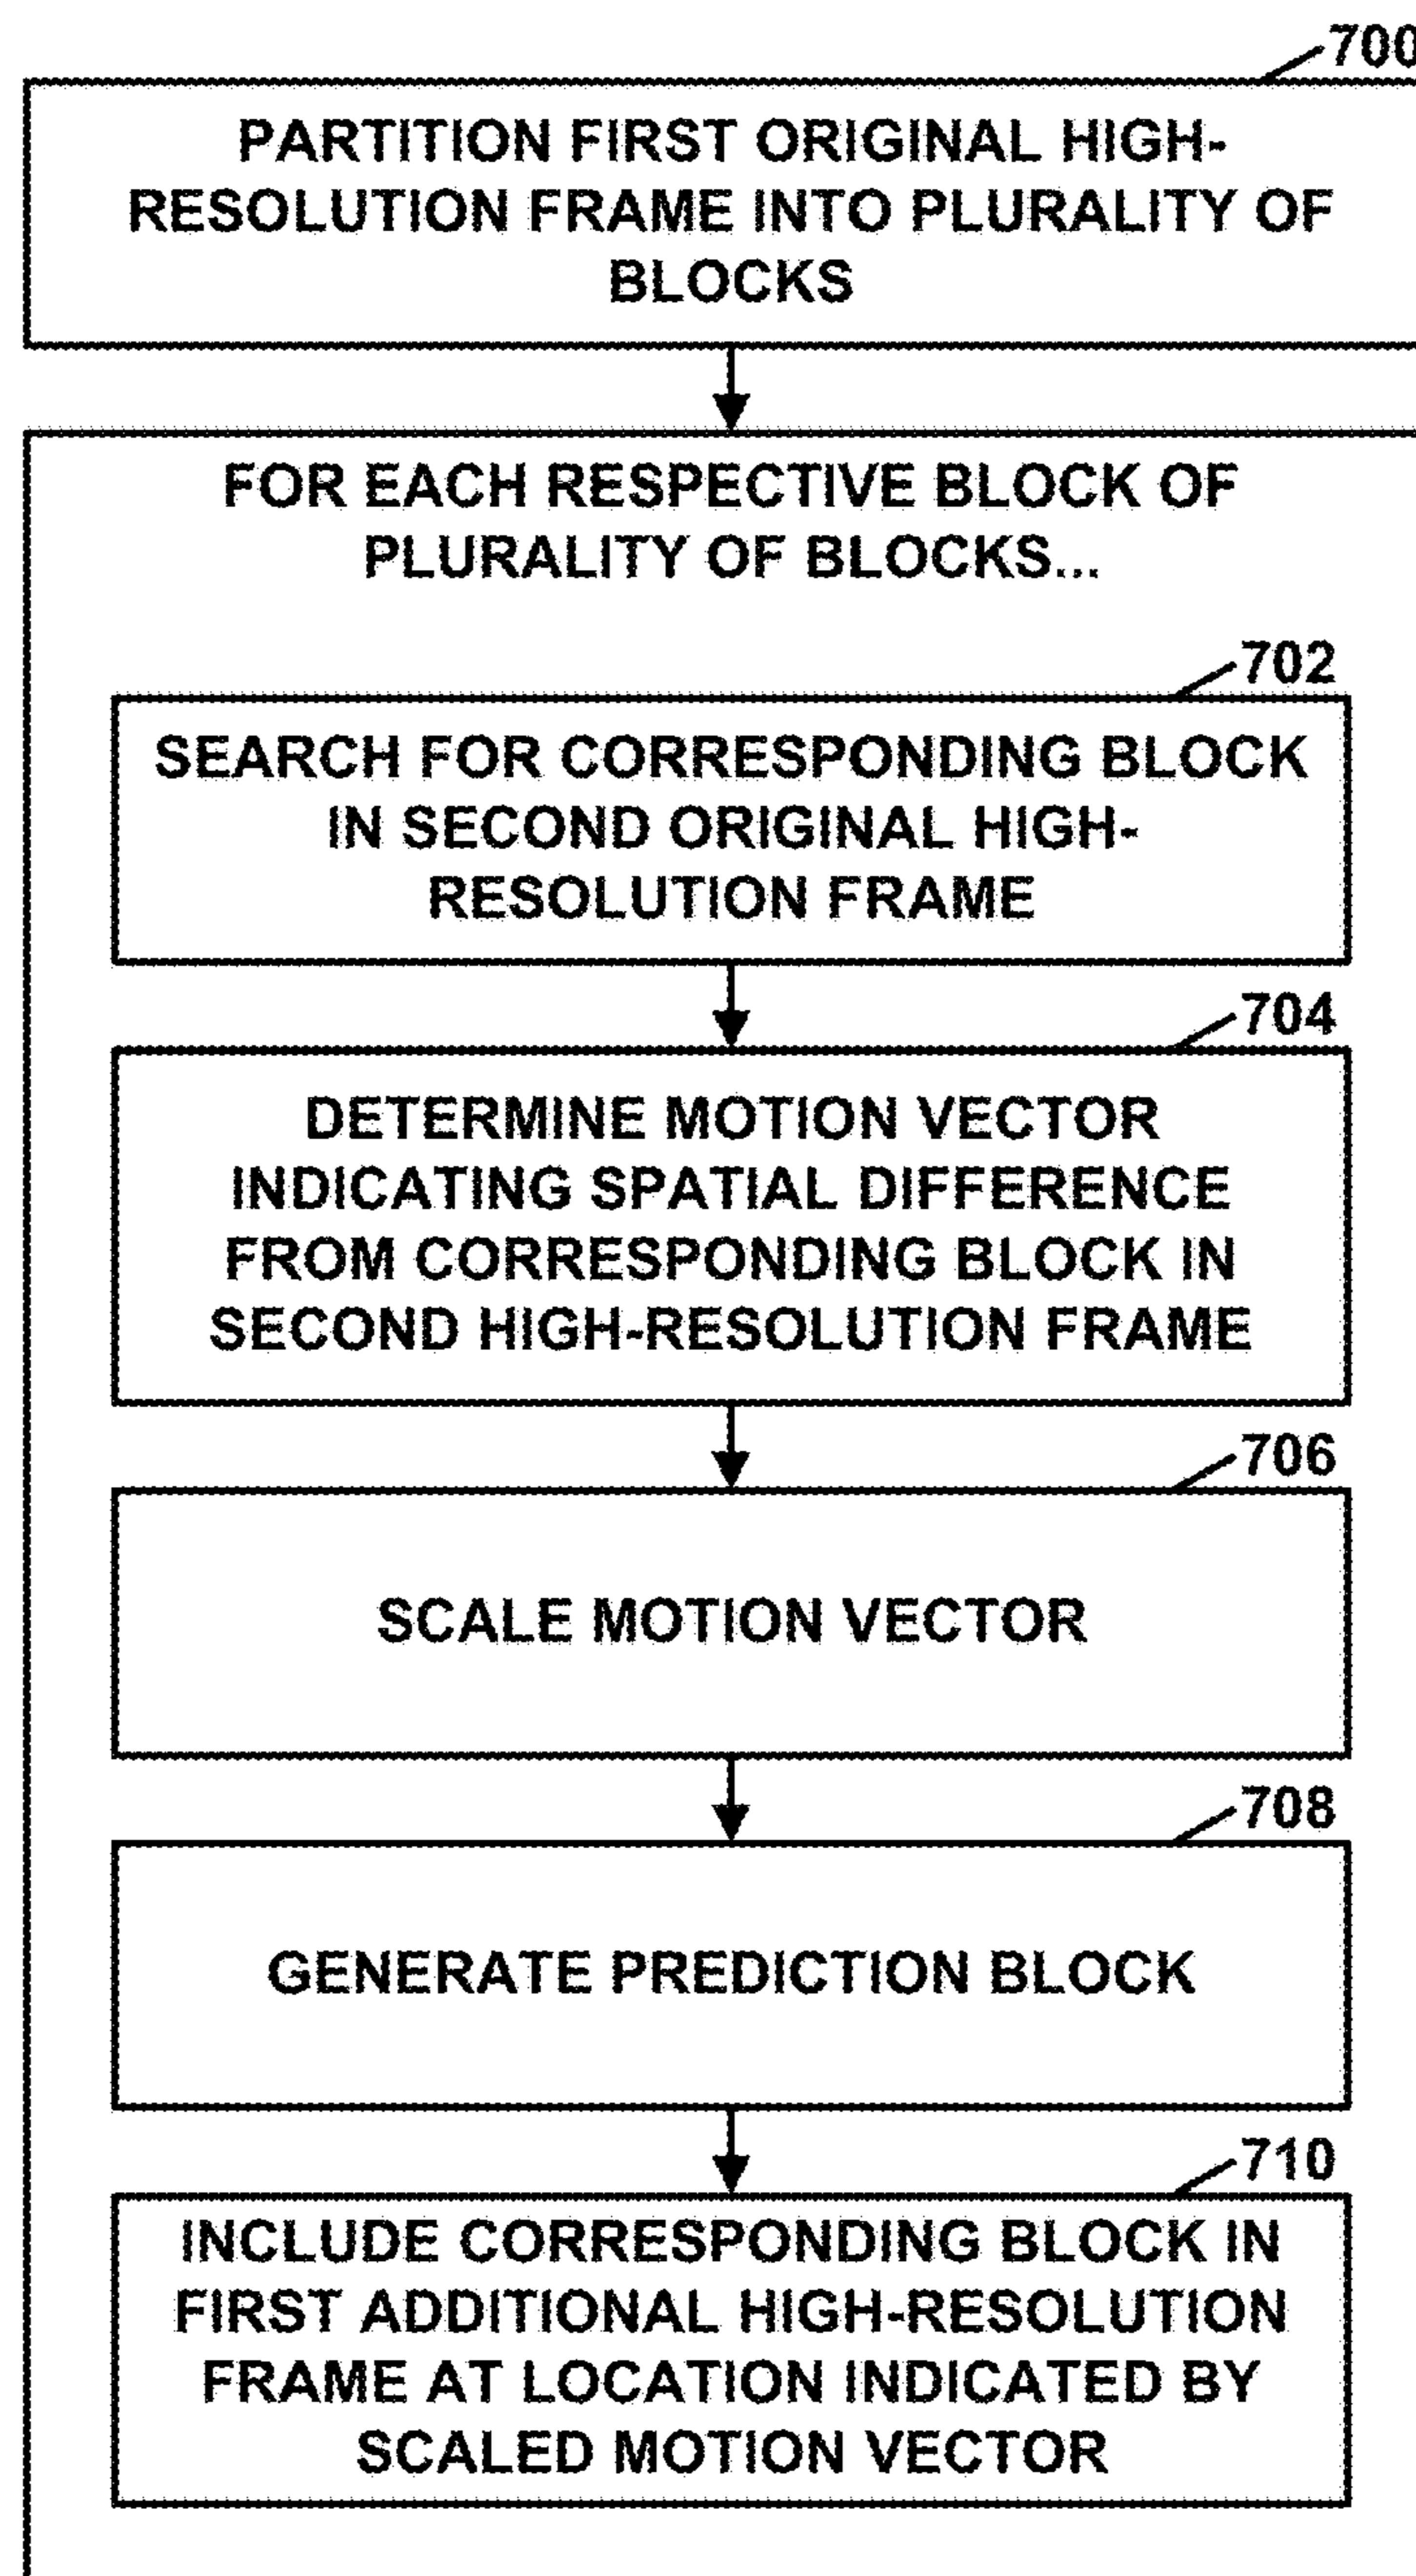 700
PARTITION FIRST ORIGINAL HIGH-
RESOLUTION FRAME INTO PLURALITY OF
BLOCKS
FOR EACH RESPECTIVE BLOCK OF
PLURALITY OF BLOCKS...
702
SEARCH FOR CORRESPONDING BLOCK
IN SECOND ORIGINAL HIGH-
RESOLUTION FRAME
704
DETERMINE MOTION VECTOR
INDICATING SPATIAL DIFFERENCE
FROM CORRESPONDING BLOCK IN
SECOND HIGH-RESOLUTION FRAME
706
SCALE MOTION VECTOR
708
GENERATE PREDICTION BLOCK
710
INCLUDE CORRESPONDING BLOCK IN
FIRST ADDITIONAL HIGH-RESOLUTION
FRAME AT LOCATION INDICATED BY
SCALED MOTION VECTOR